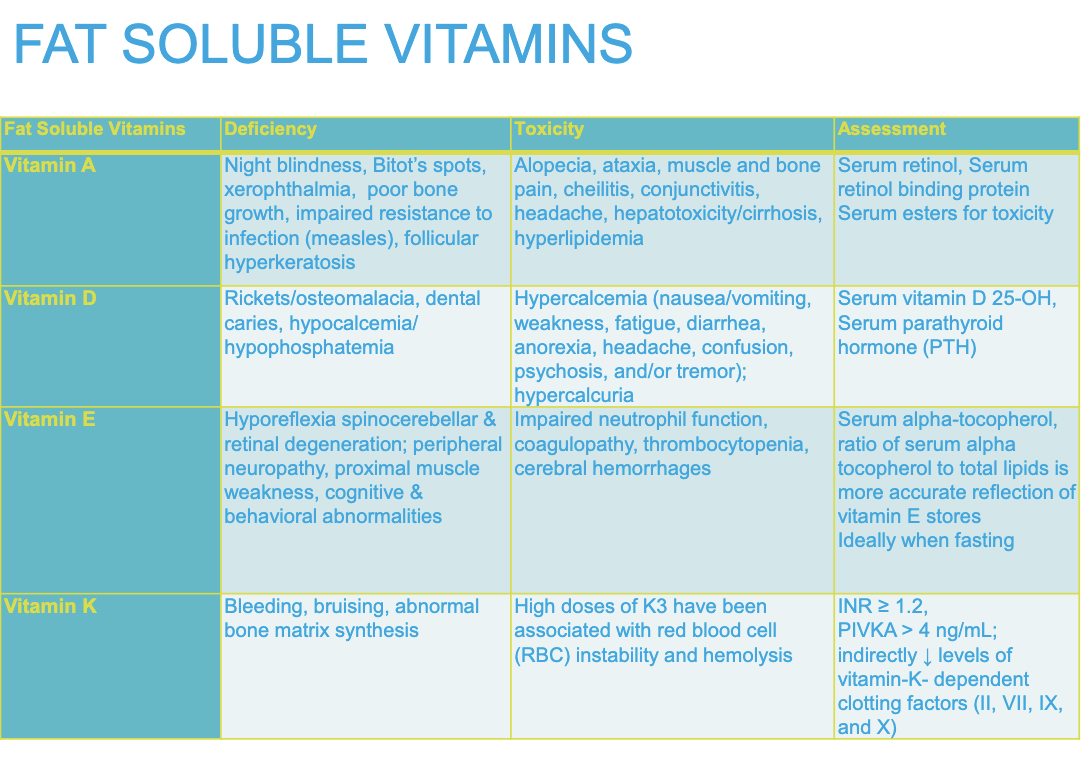 FAT SOLUBLE VITAMINS
Fat Soluble Vitamins
Deficiency
Toxicity
Assessment
Vitamin A
Night blindness, Bitot’s spots,
xerophthalmia,  poor bone
growth, impaired resistance to
infection (measles), follicular
hyperkeratosis
Alopecia, ataxia, muscle and bone
pain, cheilitis, conjunctivitis,
headache, hepatotoxicity/cirrhosis,
hyperlipidemia
Serum retinol, Serum
retinol binding protein
Serum esters for toxicity
Vitamin D
Rickets/osteomalacia, dental
caries, hypocalcemia/
hypophosphatemia
Hypercalcemia (nausea/vomiting,
weakness, fatigue, diarrhea,
anorexia, headache, confusion,
psychosis, and/or tremor);
hypercalcuria
Serum vitamin D 25-OH,
Serum parathyroid
hormone (PTH)
Vitamin E
Hyporeflexia spinocerebellar &
retinal degeneration; peripheral
neuropathy, proximal muscle
weakness, cognitive &
behavioral abnormalities
Impaired neutrophil function,
coagulopathy, thrombocytopenia,
cerebral hemorrhages
Serum alpha-tocopherol,
ratio of serum alpha
tocopherol to total lipids is
more accurate reflection of
vitamin E stores
Ideally when fasting
Vitamin K
Bleeding, bruising, abnormal
bone matrix synthesis
High doses of K3 have been
associated with red blood cell
(RBC) instability and hemolysis
INR ≥ 1.2,
PIVKA > 4 ng/mL;
indirectly ↓ levels of
vitamin-K- dependent
clotting factors (II, VII, IX,
and X)